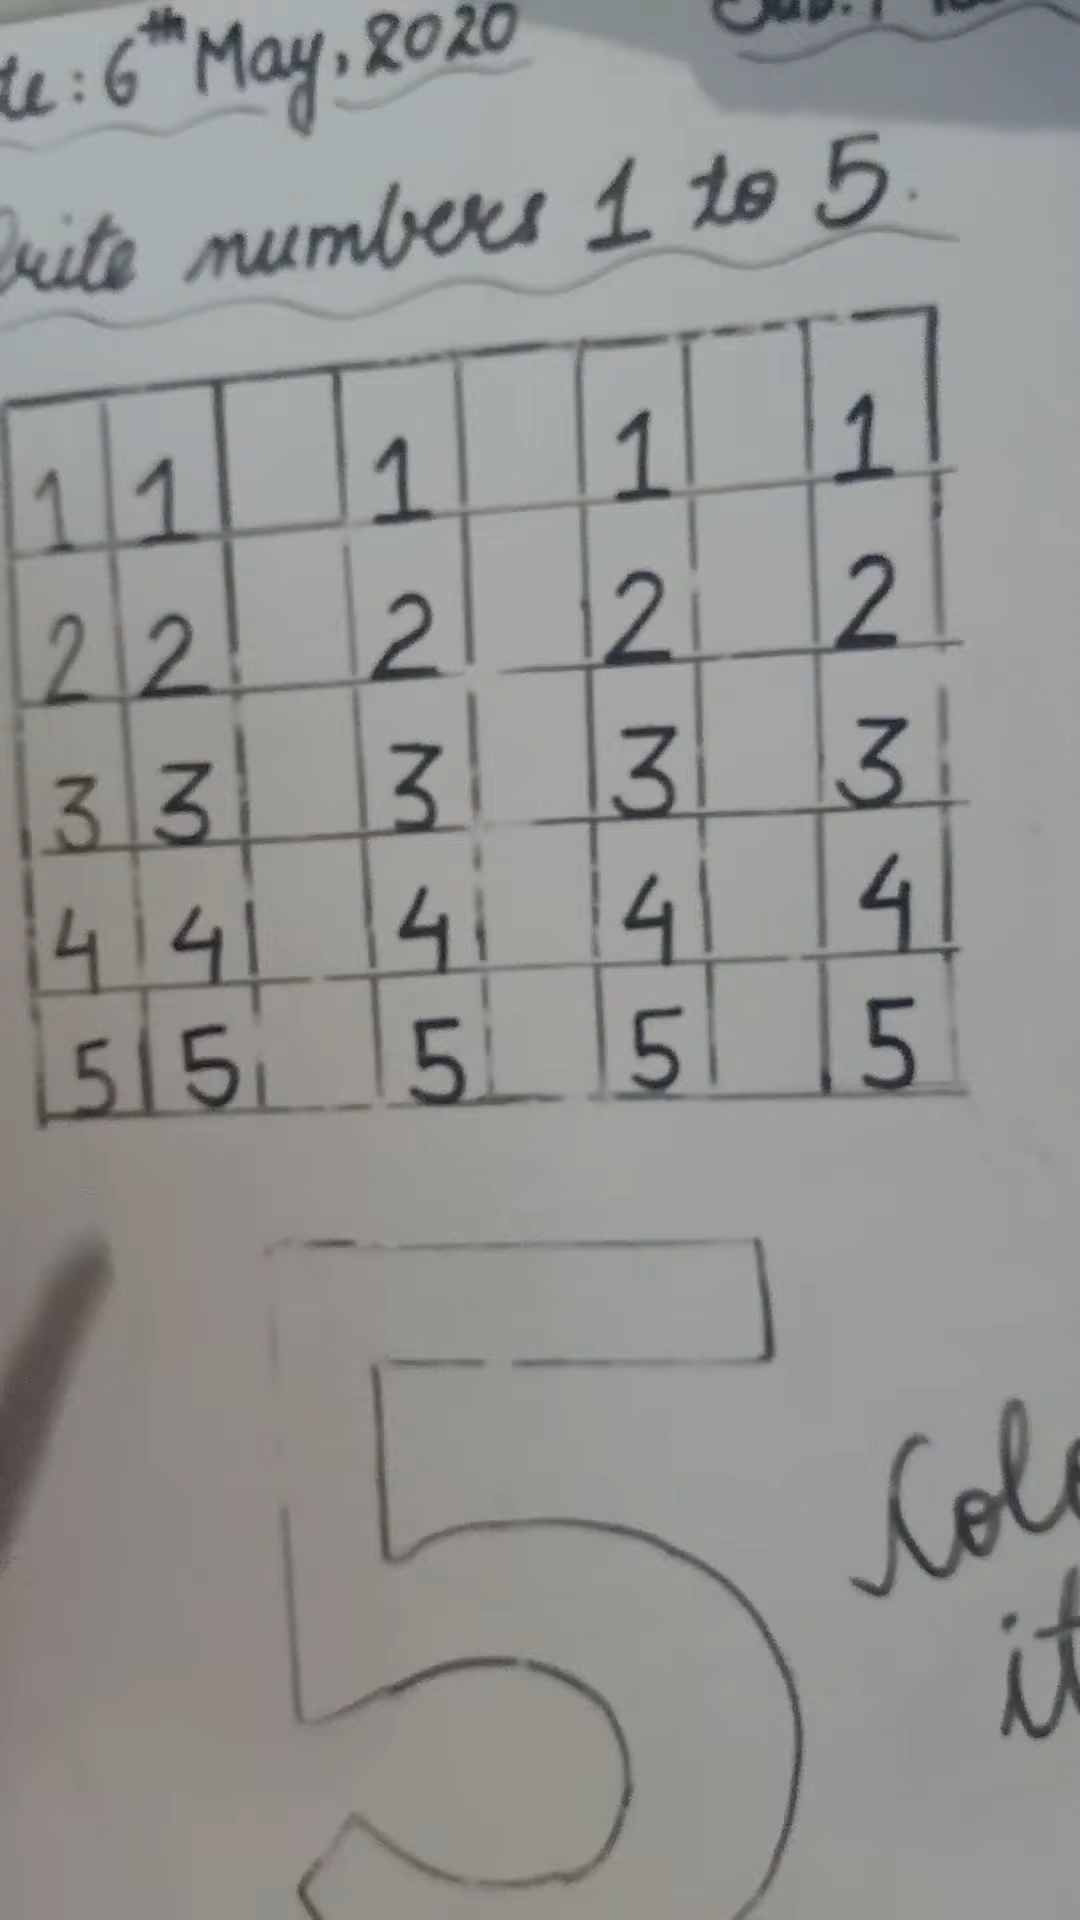 6th May, 2020
numbers 1 to 5.
1 1 1 1 1
2 2 2 2 2
3 3 3 3 3
4 4 4 4 4
5 5 5 5 5
5
it